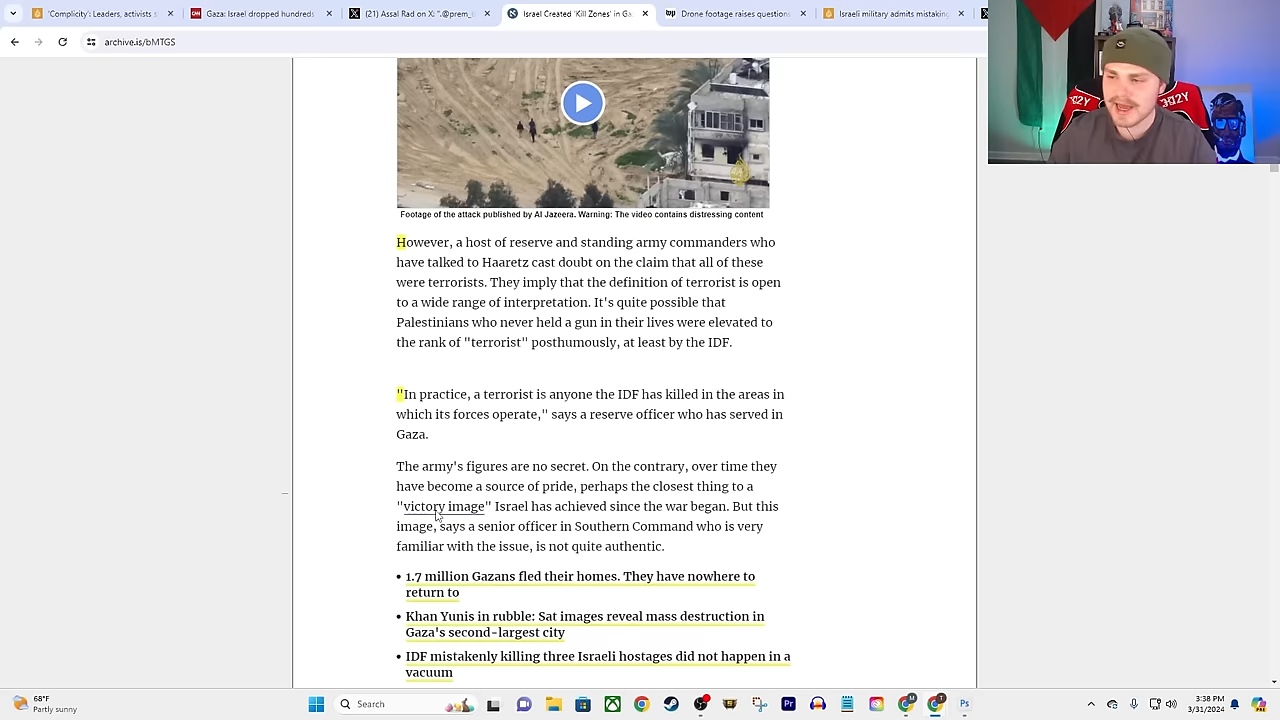 'Complicity's Leaders, activists s
Gaza: Israel dropped hundreds
(21) Assal Rad on X: ".@prem_
Israel Created 'Kill Zones' in Ga
Drone footage raises questions
Israeli military admits mistaking
archive.is/bMTGS
Footage of the attack published by Al Jazeera. Warning: The video contains distressing content
However, a host of reserve and standing army commanders who
have talked to Haaretz cast doubt on the claim that all of these
were terrorists. They imply that the definition of terrorist is open
to a wide range of interpretation. It's quite possible that
Palestinians who never held a gun in their lives were elevated to
the rank of "terrorist" posthumously, at least by the IDF.
"In practice, a terrorist is anyone the IDF has killed in the areas in
which its forces operate," says a reserve officer who has served in
Gaza.
The army's figures are no secret. On the contrary, over time they
have become a source of pride, perhaps the closest thing to a
"victory image" Israel has achieved since the war began. But this
image, says a senior officer in Southern Command who is very
familiar with the issue, is not quite authentic.
• 1.7 million Gazans fled their homes. They have nowhere to
return to
• Khan Yunis in rubble: Sat images reveal mass destruction in
Gaza's second-largest city
• IDF mistakenly killing three Israeli hostages did not happen in a
vacuum
68°F
Partly sunny
Search
3:38 PM
3/31/2024